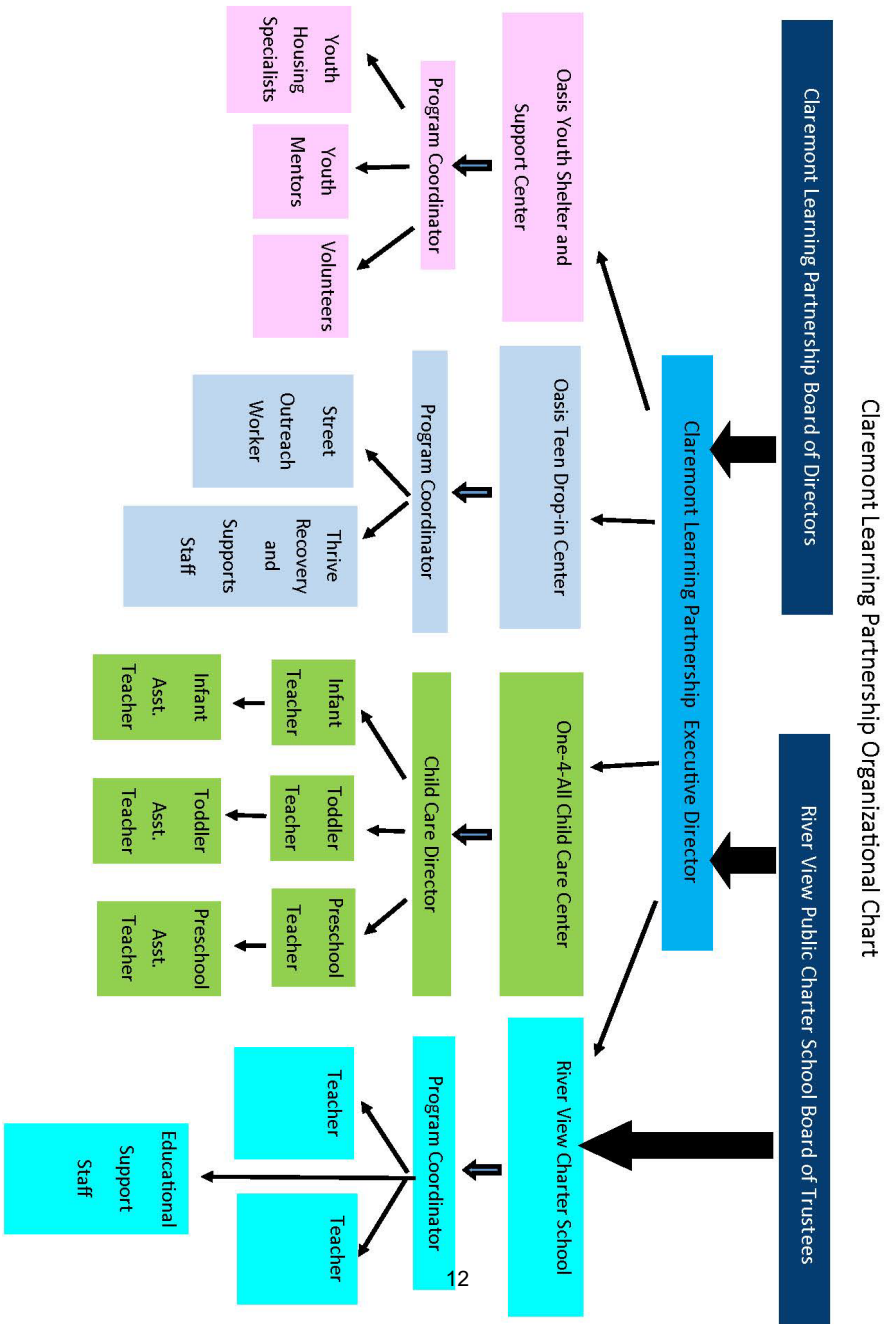 Claremont Learning Partnership Organizational Chart
Claremont Learning Partnership Board of Directors
River View Public Charter School Board of Trustees
Claremont Learning Partnership Executive Director
Oasis Youth Shelter and
Support Center
Oasis Teen Drop-in Center
One-4-All Child Care Center
River View Charter School
Program Coordinator
Program Coordinator
Child Care Director
Program Coordinator
Youth
Housing
Specialists
Youth
Mentors
Volunteers
Street
Outreach
Worker
Thrive
Recovery
and
Supports
Staff
Infant
Teacher
Toddler
Teacher
Preschool
Teacher
Infant
Asst.
Teacher
Toddler
Asst.
Teacher
Preschool
Asst.
Teacher
Teacher
Teacher
Educational
Support
Staff
12